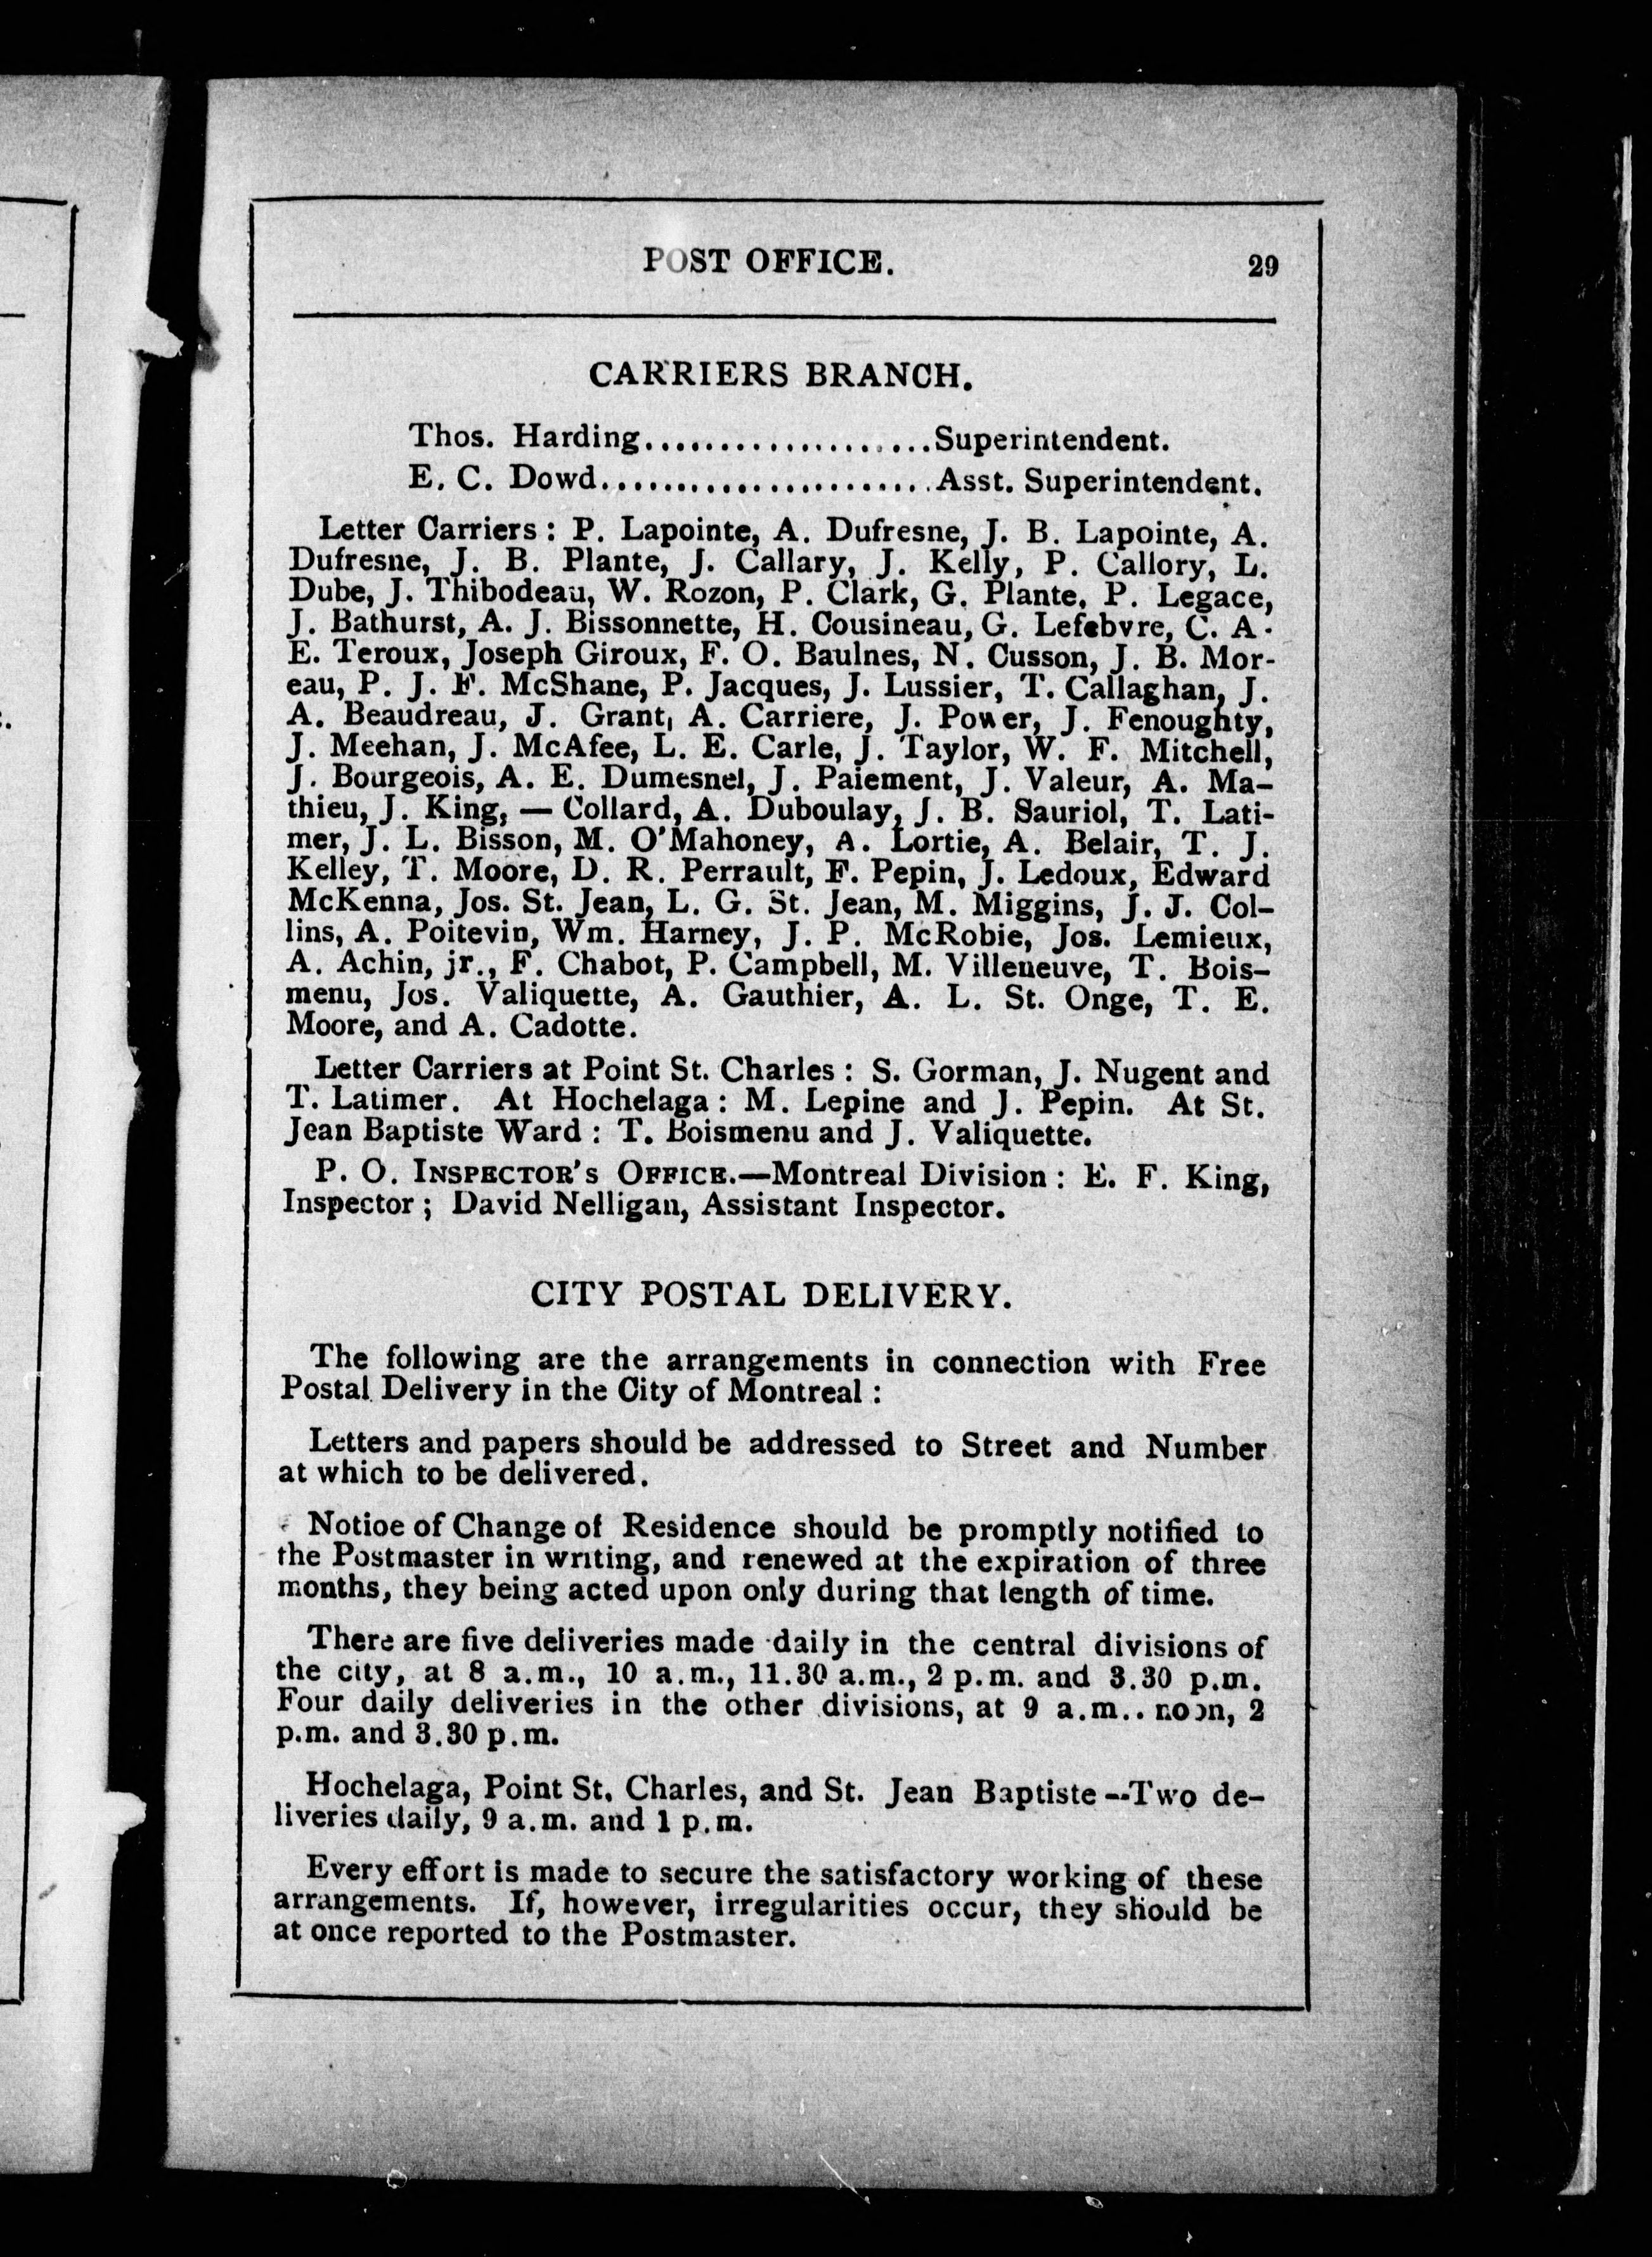 POST OFFICE. 29
CARRIERS BRANCH.
Thos. Harding....................Superintendent.
E. C. Dowd......................Asst. Superintendent.
Letter Carriers : P. Lapointe, A. Dufresne, J. B. Lapointe, A.
Dufresne, J. B. Plante, J. Callary, J. Kelly, P. Callory, L.
Dube, J. Thibodeau, W. Rozon, P. Clark, G. Plante, P. Legace,
J. Bathurst, A. J. Bissonnette, H. Cousineau, G. Lefebvre, C. A.
E. Teroux, Joseph Giroux, F. O. Baulnes, N. Cusson, J. B. Mor-
eau, P. J. F. McShane, P. Jacques, J. Lussier, T. Callaghan, J.
A. Beaudreau, J. Grant, A. Carriere, J. Power, J. Fenoughty,
J. Meehan, J. McAfee, L. E. Carle, J. Taylor, W. F. Mitchell,
J. Bourgeois, A. E. Dumesnel, J. Paiement, J. Valeur, A. Ma-
thieu, J. King, — Collard, A. Duboulay, J. B. Sauriol, T. Lati-
mer, J. L. Bisson, M. O'Mahoney, A. Lortie, A. Belair, T. J.
Kelley, T. Moore, D. R. Perrault, F. Pepin, J. Ledoux, Edward
McKenna, Jos. St. Jean, L. G. St. Jean, M. Miggins, J. J. Col-
lins, A. Poitevin, Wm. Harney, J. P. McRobie, Jos. Lemieux,
A. Achin, jr., F. Chabot, P. Campbell, M. Villeneuve, T. Bois-
menu, Jos. Valiquette, A. Gauthier, A. L. St. Onge, T. E.
Moore, and A. Cadotte.
Letter Carriers at Point St. Charles : S. Gorman, J. Nugent and
T. Latimer. At Hochelaga : M. Lepine and J. Pepin. At St.
Jean Baptiste Ward : T. Boismenu and J. Valiquette.
P. O. INSPECTOR'S OFFICE.—Montreal Division : E. F. King,
Inspector ; David Nelligan, Assistant Inspector.
CITY POSTAL DELIVERY.
The following are the arrangements in connection with Free
Postal Delivery in the City of Montreal :
Letters and papers should be addressed to Street and Number
at which to be delivered.
Notice of Change of Residence should be promptly notified to
the Postmaster in writing, and renewed at the expiration of three
months, they being acted upon only during that length of time.
There are five deliveries made daily in the central divisions of
the city, at 8 a.m., 10 a.m., 11.30 a.m., 2 p.m. and 3.30 p.m.
Four daily deliveries in the other divisions, at 9 a.m.. noon, 2
p.m. and 3.30 p.m.
Hochelaga, Point St. Charles, and St. Jean Baptiste --Two de-
liveries daily, 9 a.m. and 1 p.m.
Every effort is made to secure the satisfactory working of these
arrangements. If, however, irregularities occur, they should be
at once reported to the Postmaster.